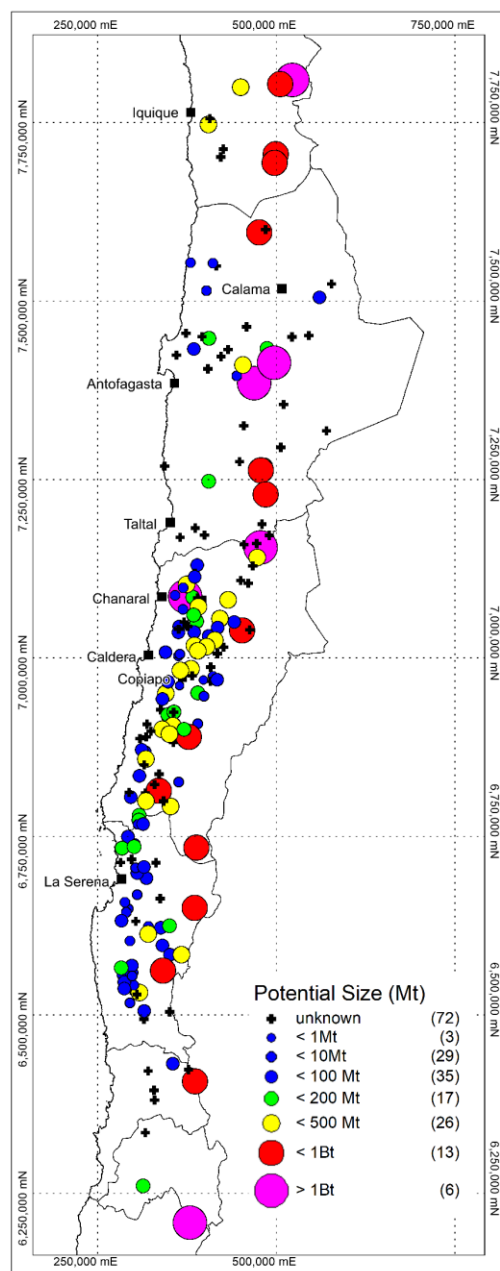 250,000 mE 500,000 mE 750,000 mE
7,750,000 mN
7,750,000 mN
Iquique
7,500,000 mN
Calama
7,500,000 mN
Antofagasta
7,250,000 mN
7,250,000 mN
Taltal
Chanaral
7,000,000 mN
Caldera
7,000,000 mN
Copiapo
6,750,000 mN
6,750,000 mN
La Serena
6,500,000 mN
6,500,000 mN
Potential Size (Mt)
unknown (72)
< 1Mt (3)
< 10Mt (29)
< 100 Mt (35)
< 200 Mt (17)
< 500 Mt (26)
< 1Bt (13)
> 1Bt (6)
6,250,000 mN
6,250,000 mN
250,000 mE 500,000 mE